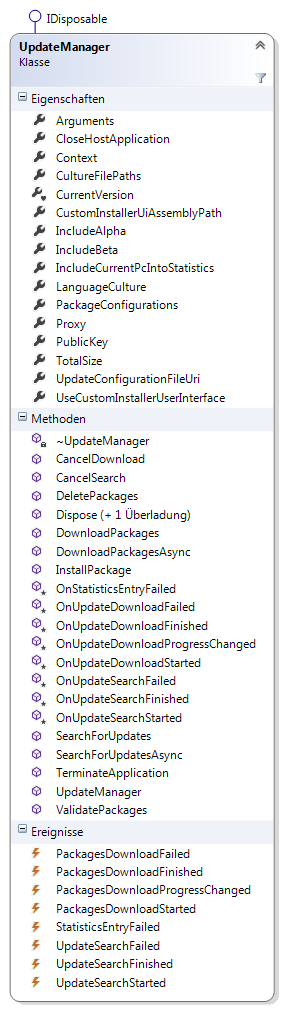 IDisposable
UpdateManager
Klasse
Eigenschaften
Arguments
CloseHostApplication
Context
CultureFilePaths
CurrentVersion
CustomInstallerUiAssemblyPath
IncludeAlpha
IncludeBeta
IncludeCurrentPcIntoStatistics
LanguageCulture
PackageConfigurations
Proxy
PublicKey
TotalSize
UpdateConfigurationFileUri
UseCustomInstallerUserInterface
Methoden
~UpdateManager
CancelDownload
CancelSearch
DeletePackages
Dispose (+ 1 Überladung)
DownloadPackages
DownloadPackagesAsync
InstallPackage
OnStatisticsEntryFailed
OnUpdateDownloadFailed
OnUpdateDownloadFinished
OnUpdateDownloadProgressChanged
OnUpdateDownloadStarted
OnUpdateSearchFailed
OnUpdateSearchFinished
OnUpdateSearchStarted
SearchForUpdates
SearchForUpdatesAsync
TerminateApplication
UpdateManager
ValidatePackages
Ereignisse
PackagesDownloadFailed
PackagesDownloadFinished
PackagesDownloadProgressChanged
PackagesDownloadStarted
StatisticsEntryFailed
UpdateSearchFailed
UpdateSearchFinished
UpdateSearchStarted